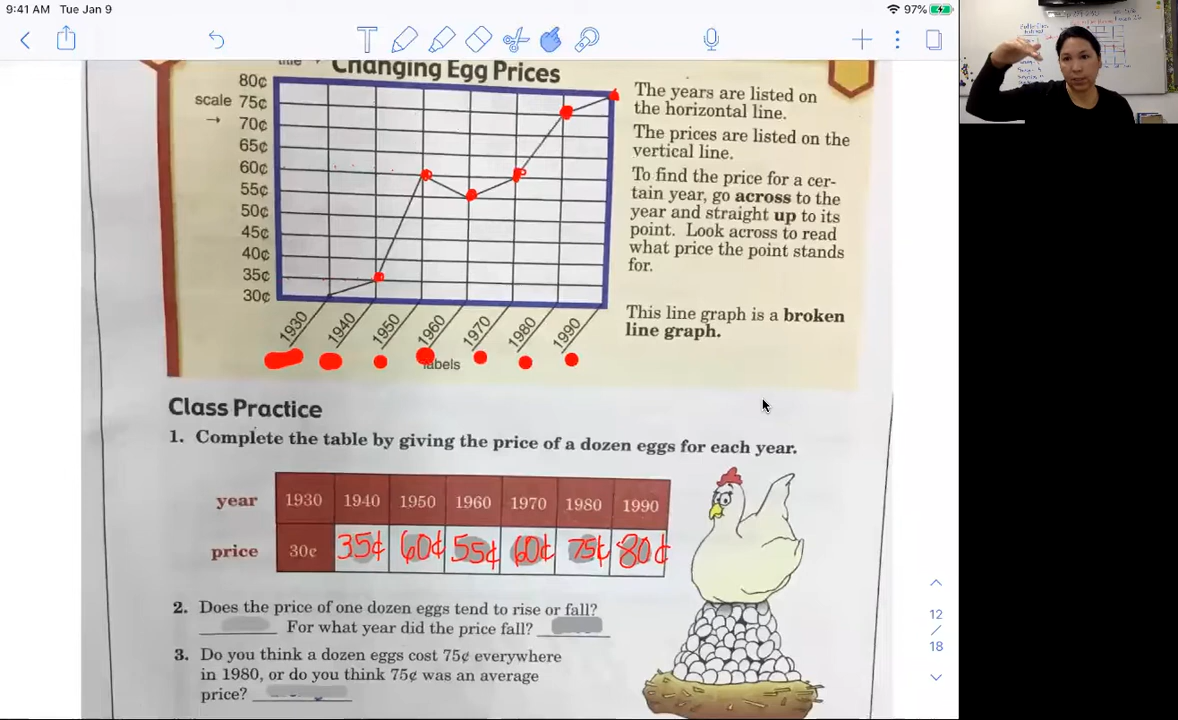 9:41 AM Tue Jan 9
97%
title
Changing Egg Prices
80¢
scale 75¢
→ 70¢
65¢
60¢
55¢
50¢
45¢
40¢
35¢
30¢
1930 1940 1950 1960 1970 1980 1990
labels
The years are listed on
the horizontal line.
The prices are listed on the
vertical line.
To find the price for a cer-
tain year, go across to the
year and straight up to its
point. Look across to read
what price the point stands
for.
This line graph is a broken
line graph.
Class Practice
1. Complete the table by giving the price of a dozen eggs for each year.
year 1930 1940 1950 1960 1970 1980 1990
price 30¢ 35¢ 60¢ 55¢ 60¢ 75¢ 80¢
2. Does the price of one dozen eggs tend to rise or fall?
For what year did the price fall?
3. Do you think a dozen eggs cost 75¢ everywhere
in 1980, or do you think 75¢ was an average
price?
12
/
18